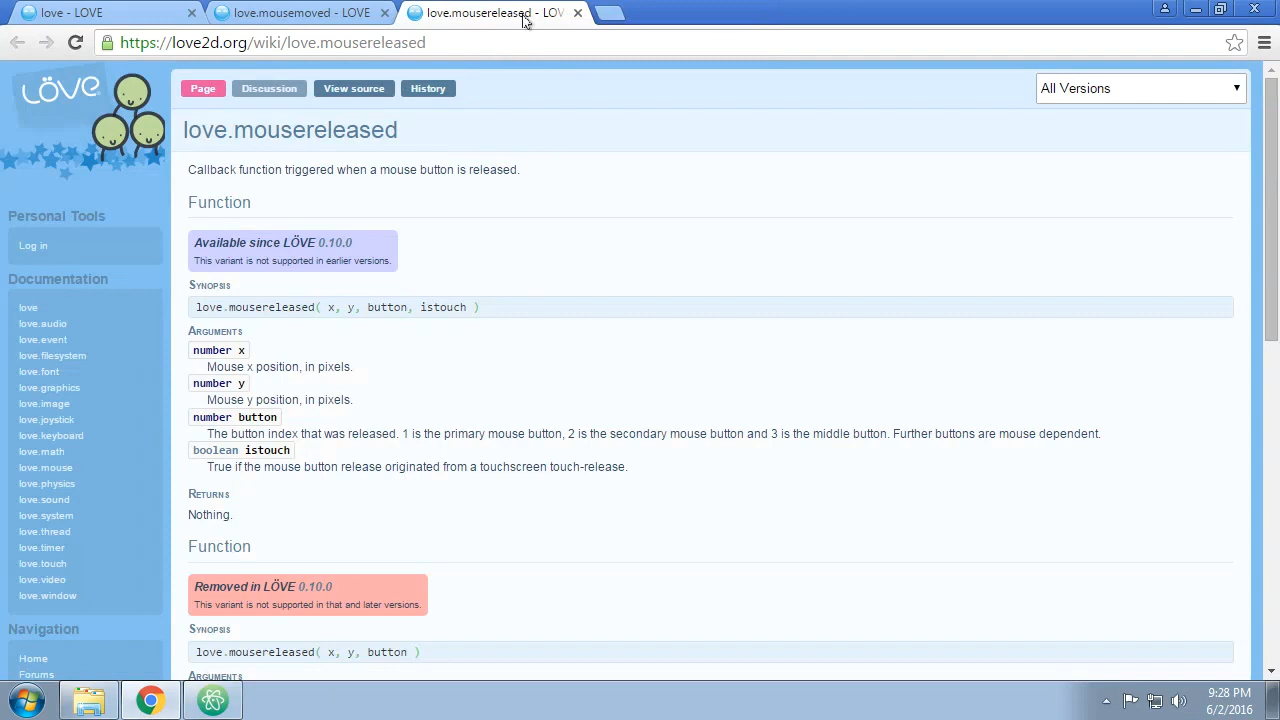 love - LOVE
love.mousemoved - LOVE
love.mousereleased - LOV
https://love2d.org/wiki/love.mousereleased
LÖVE
Page
Discussion
View source
History
All Versions
love.mousereleased
Callback function triggered when a mouse button is released.
Function
Available since LÖVE 0.10.0
This variant is not supported in earlier versions.
Synopsis
love.mousereleased( x, y, button, istouch )
Arguments
number x
Mouse x position, in pixels.
number y
Mouse y position, in pixels.
number button
The button index that was released. 1 is the primary mouse button, 2 is the secondary mouse button and 3 is the middle button. Further buttons are mouse dependent.
boolean istouch
True if the mouse button release originated from a touchscreen touch-release.
Returns
Nothing.
Function
Removed in LÖVE 0.10.0
This variant is not supported in that and later versions.
Synopsis
love.mousereleased( x, y, button )
Arguments
Personal Tools
Log in
Documentation
love
love.audio
love.event
love.filesystem
love.font
love.graphics
love.image
love.joystick
love.keyboard
love.math
love.mouse
love.physics
love.sound
love.system
love.thread
love.timer
love.touch
love.video
love.window
Navigation
Home
Forums
9:28 PM
6/2/2016